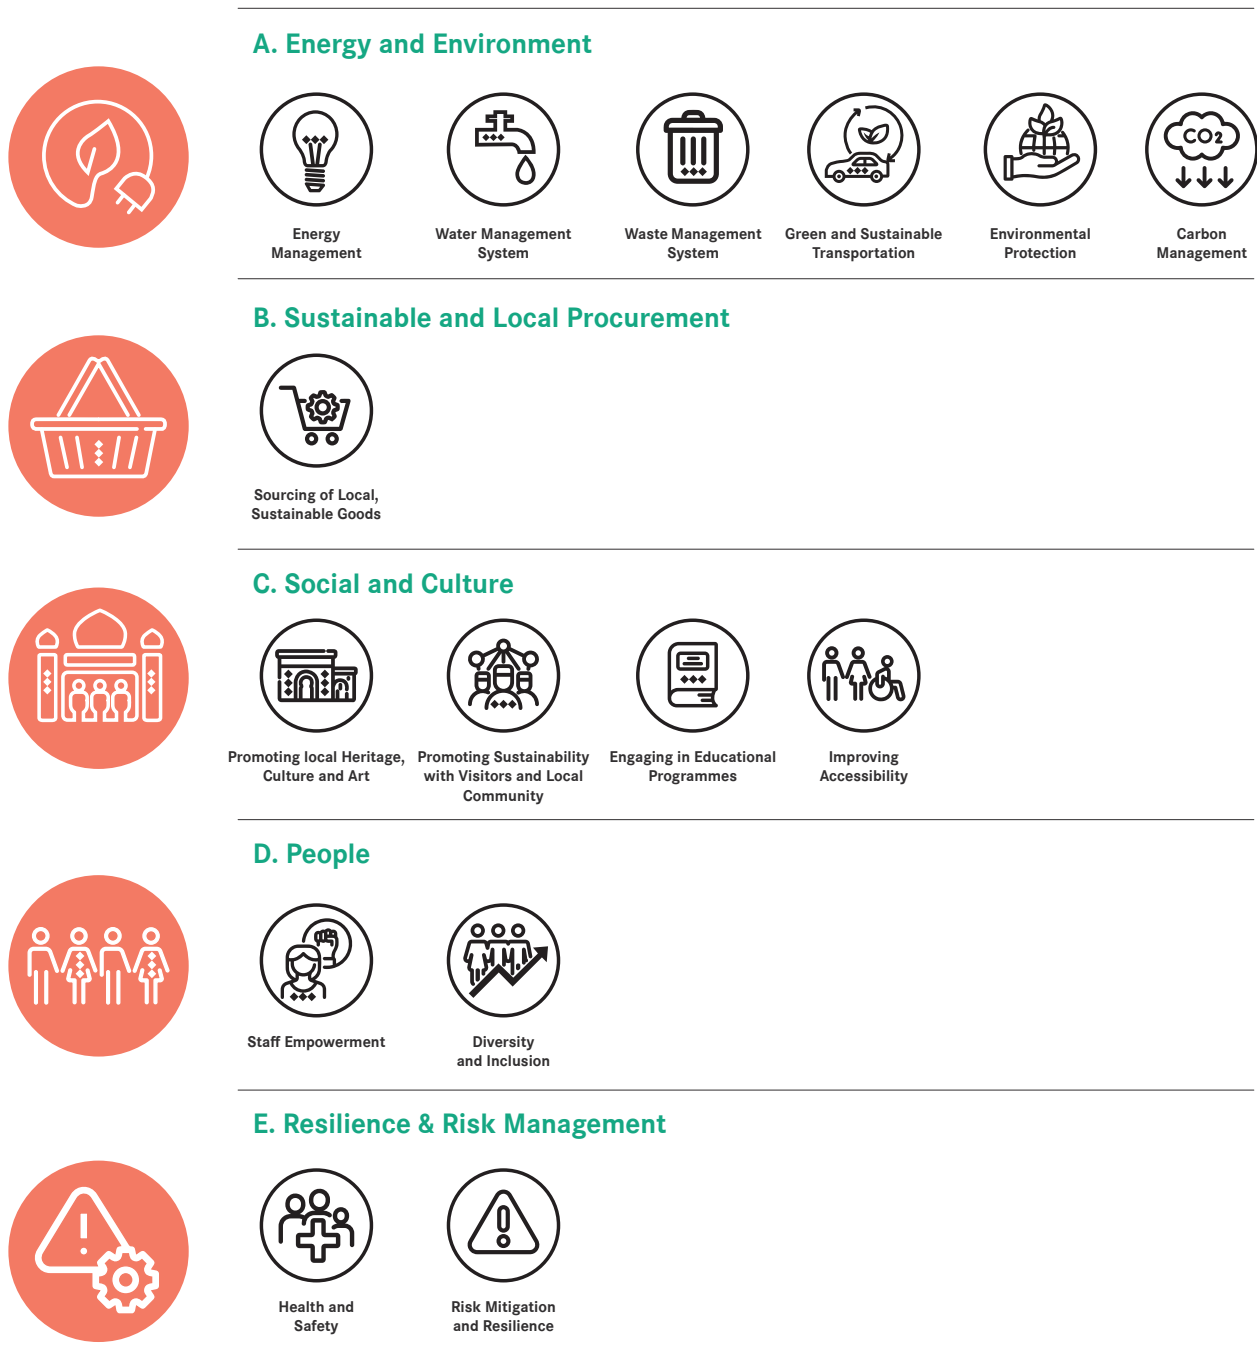 A. Energy and Environment
CO2
Energy
Management
Water Management
System
Waste Management
System
Green and Sustainable
Transportation
Environmental
Protection
Carbon
Management
B. Sustainable and Local Procurement
Sourcing of Local,
Sustainable Goods
C. Social and Culture
Promoting local Heritage,
Culture and Art
Promoting Sustainability
with Visitors and Local
Community
Engaging in Educational
Programmes
Improving
Accessibility
D. People
Staff Empowerment
Diversity
and Inclusion
E. Resilience & Risk Management
Health and
Safety
Risk Mitigation
and Resilience